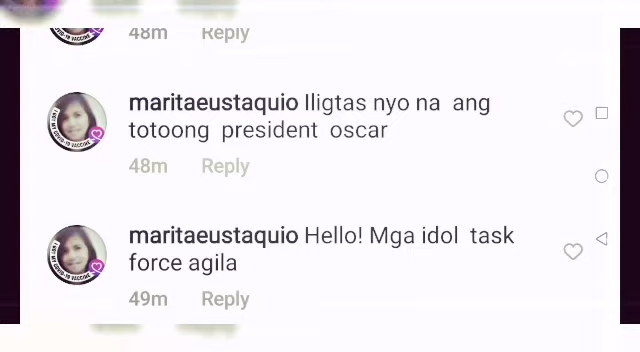 48m Reply
maritaeustaquio Iligtas nyo na ang
totoong president oscar
48m Reply
maritaeustaquio Hello! Mga idol task
force agila
49m Reply